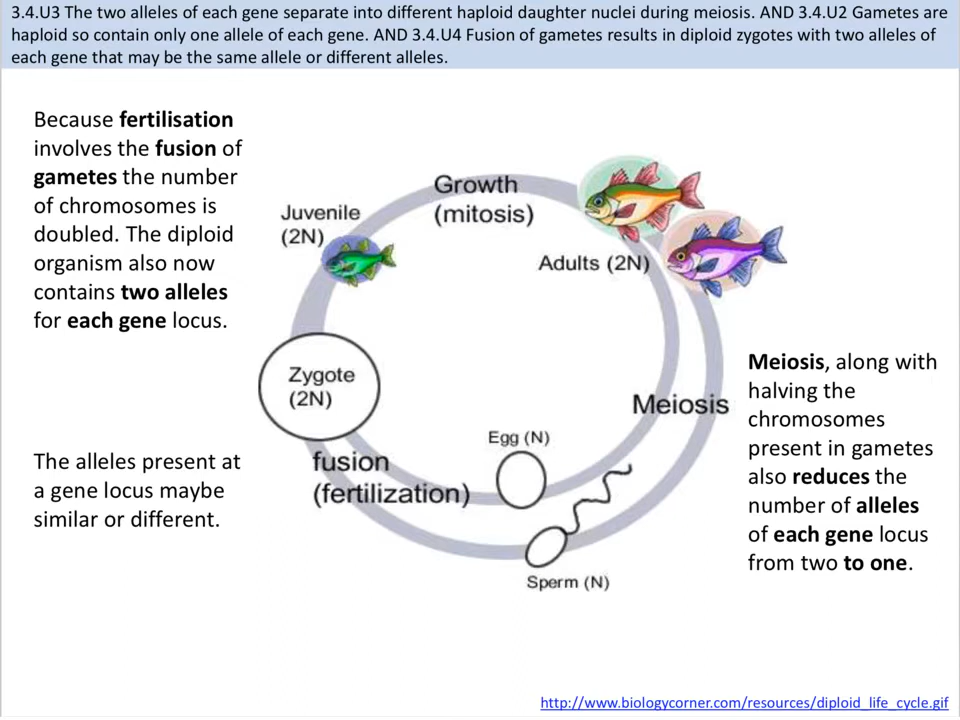 3.4.U3 The two alleles of each gene separate into different haploid daughter nuclei during meiosis. AND 3.4.U2 Gametes are
haploid so contain only one allele of each gene. AND 3.4.U4 Fusion of gametes results in diploid zygotes with two alleles of
each gene that may be the same allele or different alleles.
Because fertilisation
involves the fusion of
gametes the number
of chromosomes is
doubled. The diploid
organism also now
contains two alleles
for each gene locus.
The alleles present at
a gene locus maybe
similar or different.
Growth
(mitosis)
Juvenile
(2N)
Adults (2N)
Zygote
(2N)
Meiosis
Egg (N)
fusion
(fertilization)
Sperm (N)
Meiosis, along with
halving the
chromosomes
present in gametes
also reduces the
number of alleles
of each gene locus
from two to one.
http://www.biologycorner.com/resources/diploid_life_cycle.gif